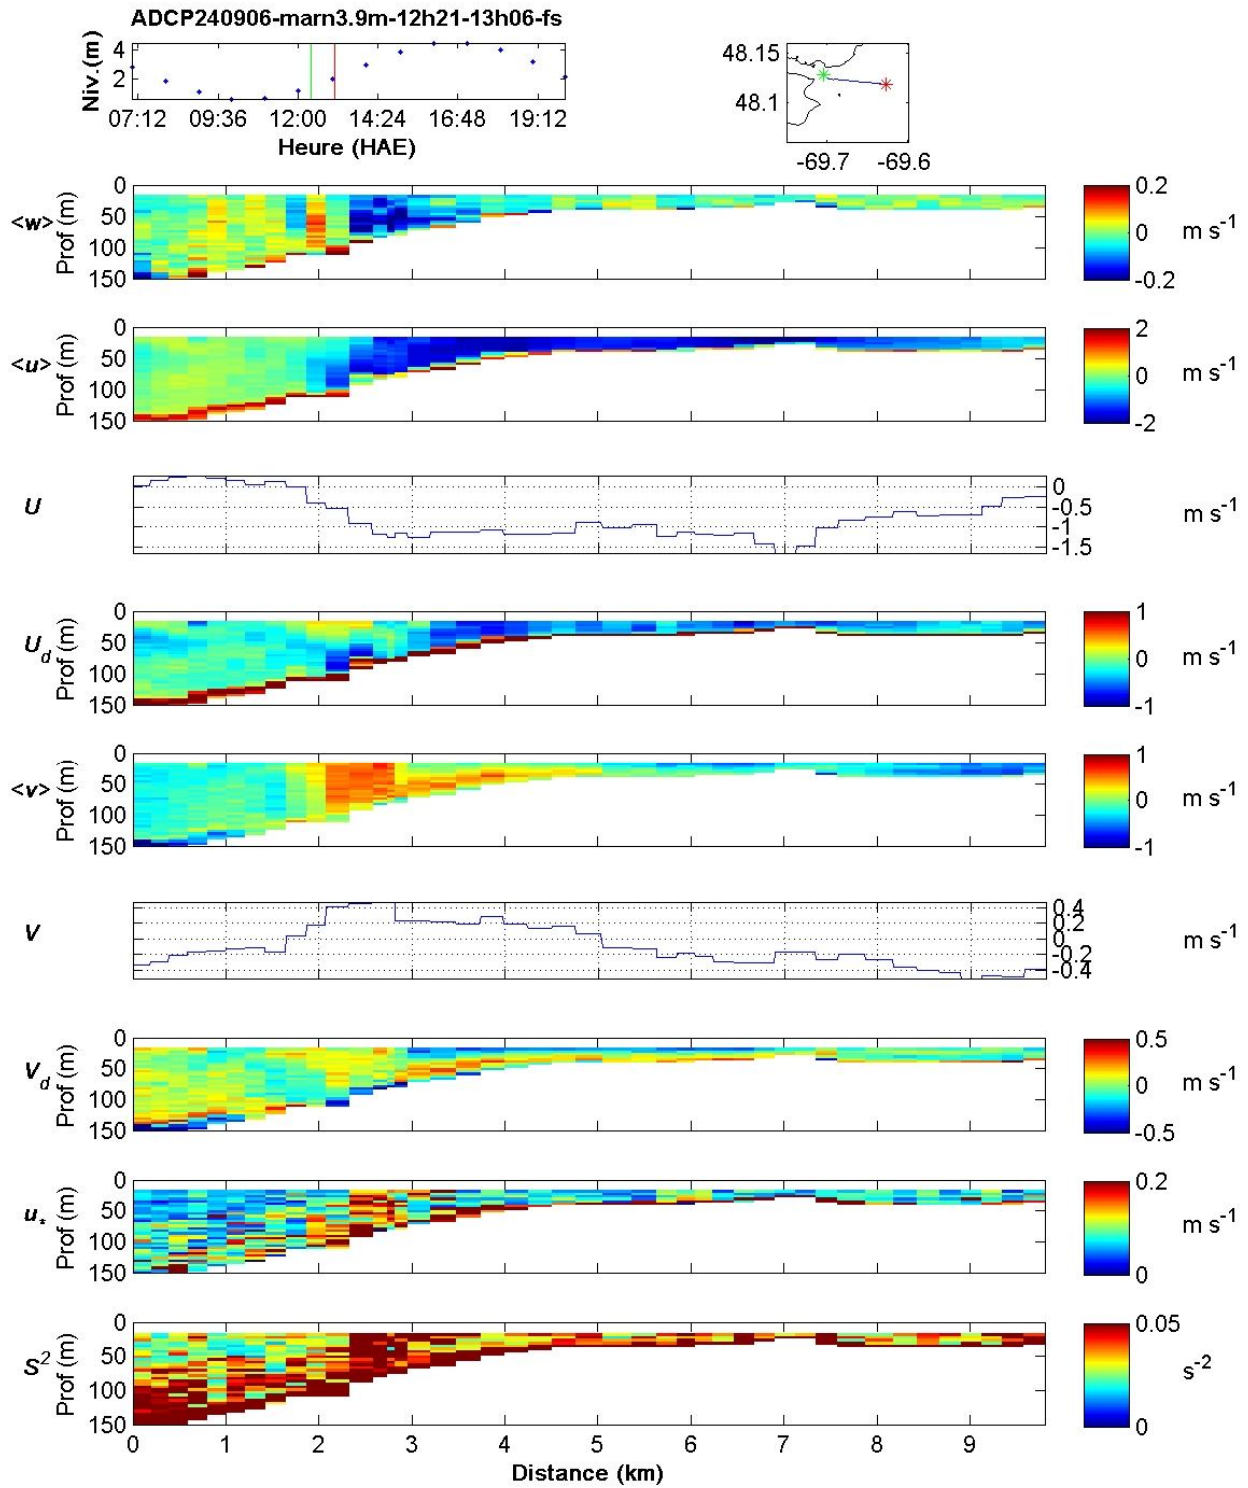 ADCP240906-marn3.9m-12h21-13h06-fs
Niv.(m)
4
2
07:12 09:36 12:00 14:24 16:48 19:12
Heure (HAE)
48.15
48.1
-69.7 -69.6
<w>
Prof (m)
0
50
100
150
0.2
0
-0.2
m s-1
<u>
Prof (m)
0
50
100
150
2
0
-2
m s-1
U
0
-0.5
-1
-1.5
m s-1
Ud
Prof (m)
0
50
100
150
1
0
-1
m s-1
<v>
Prof (m)
0
50
100
150
1
0
-1
m s-1
V
0.4
0.2
0
-0.2
-0.4
m s-1
Vd
Prof (m)
0
50
100
150
0.5
0
-0.5
m s-1
u*
Prof (m)
0
50
100
150
0.2
0
m s-1
S2
Prof (m)
0
50
100
150
0.05
0
s-2
0 1 2 3 4 5 6 7 8 9
Distance (km)